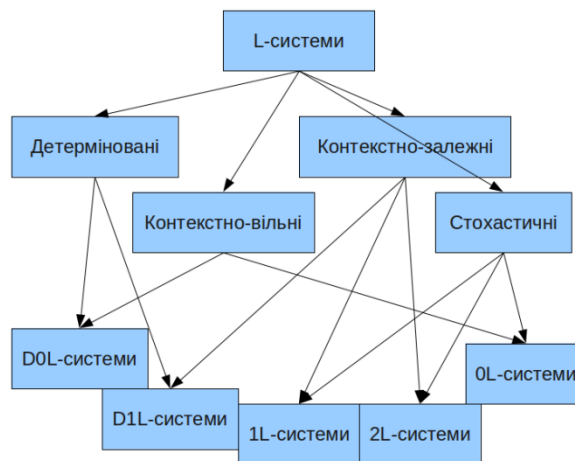 L-системи
Детерміновані
Контекстно-залежні
Контекстно-вільні
Стохастичні
D0L-системи
0L-системи
D1L-системи
1L-системи
2L-системи